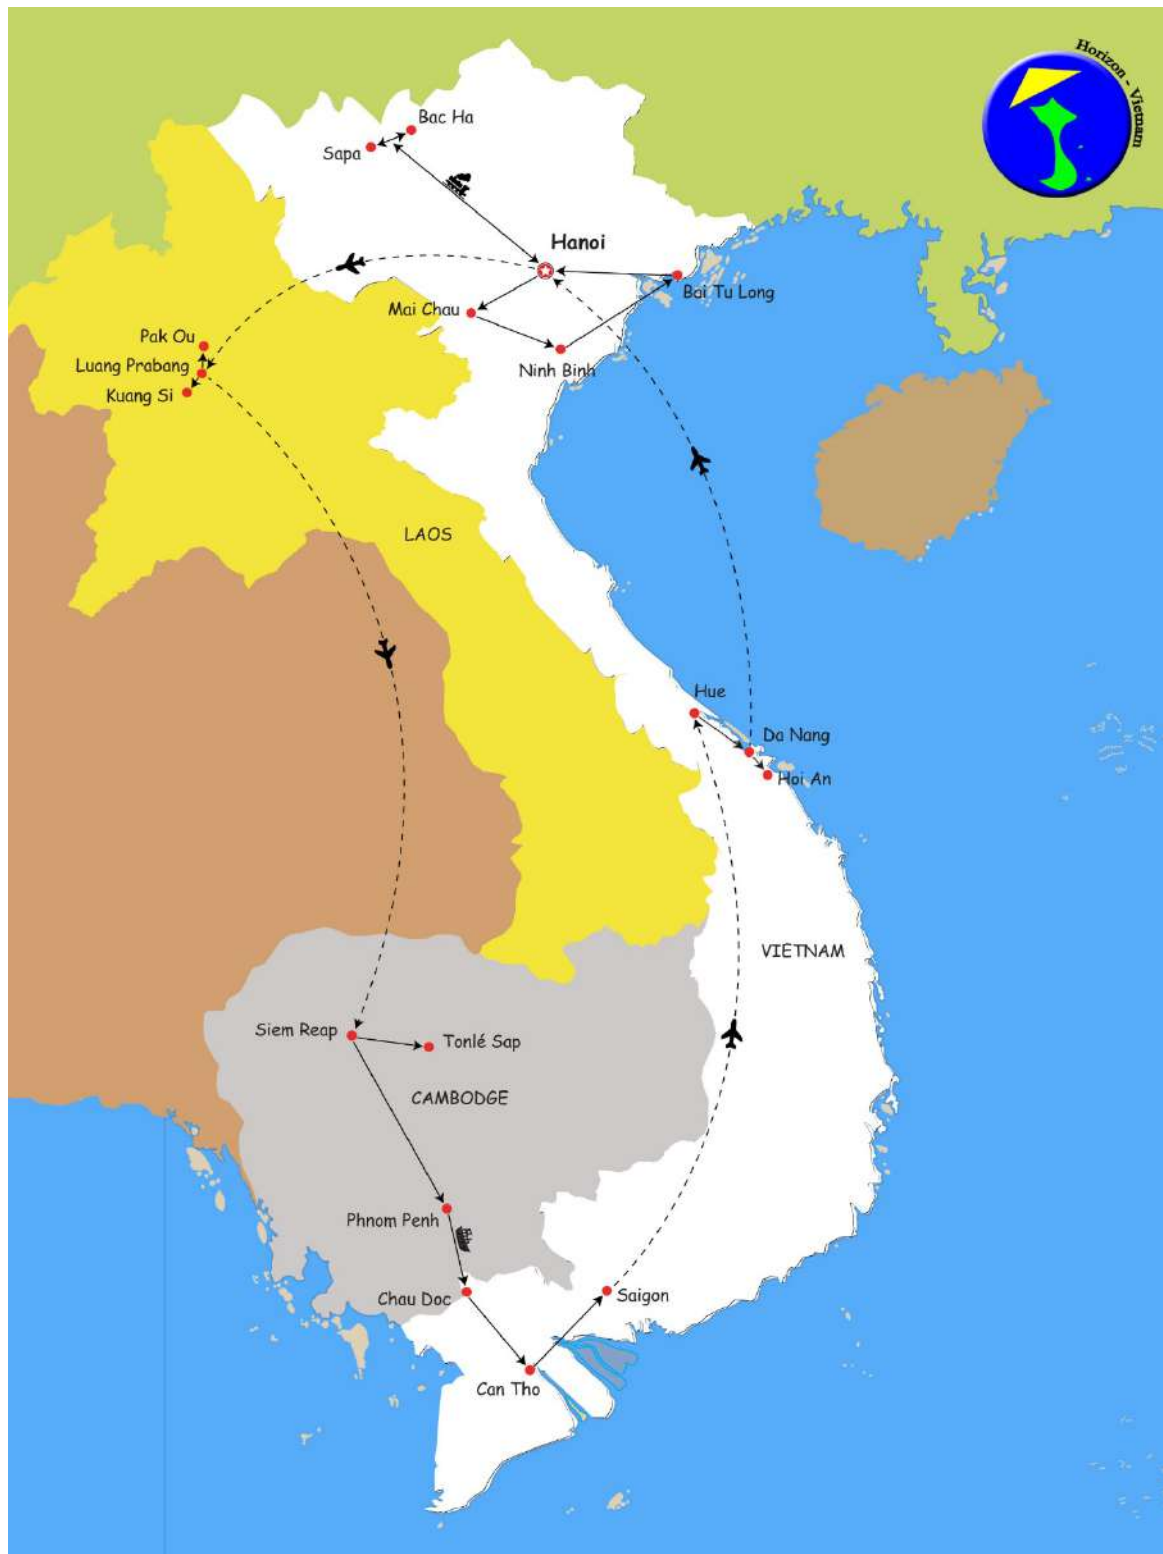 Horizon - Vietnam
Bac Ha
Sapa
Hanoi
Bai Tu Long
Mai Chau
Pak Ou
Luang Prabang
Ninh Binh
Kuang Si
LAOS
Hue
Da Nang
Hoi An
VIETNAM
Siem Reap
Tonlé Sap
CAMBODGE
Phnom Penh
Chau Doc
Saigon
Can Tho